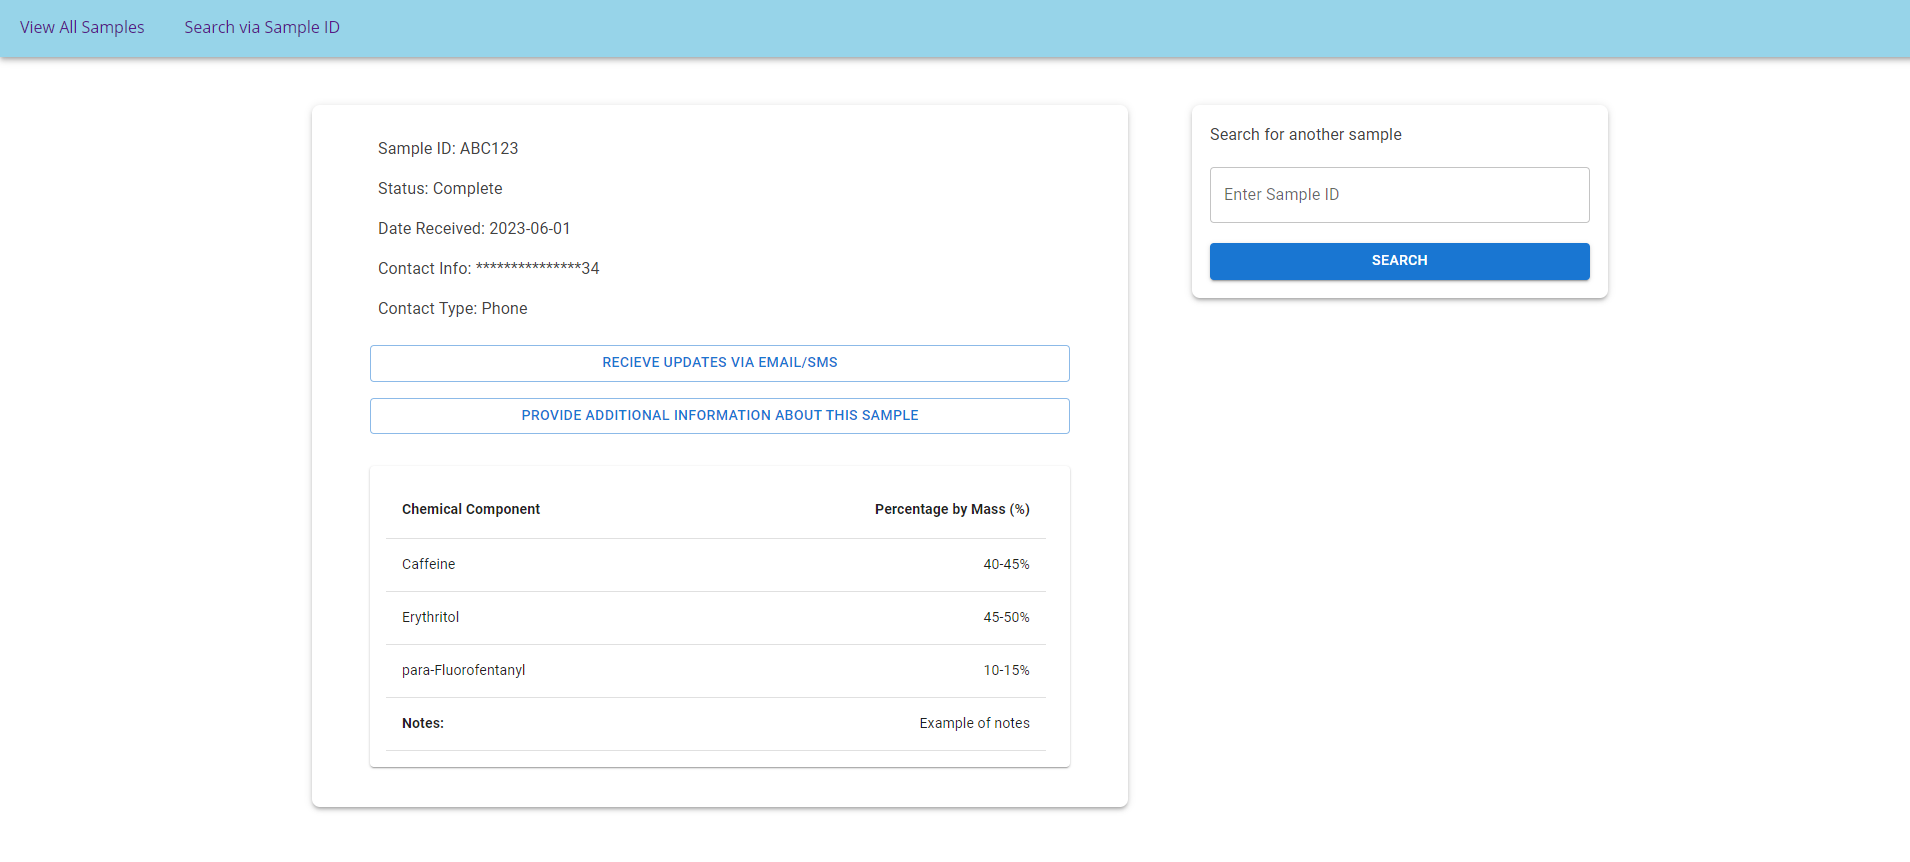 View All Samples Search via Sample ID
Sample ID: ABC123
Status: Complete
Date Received: 2023-06-01
Contact Info: ***************34
Contact Type: Phone
RECIEVE UPDATES VIA EMAIL/SMS
PROVIDE ADDITIONAL INFORMATION ABOUT THIS SAMPLE
Chemical Component Percentage by Mass (%)
Caffeine 40-45%
Erythritol 45-50%
para-Fluorofentanyl 10-15%
Notes: Example of notes
Search for another sample
Enter Sample ID
SEARCH